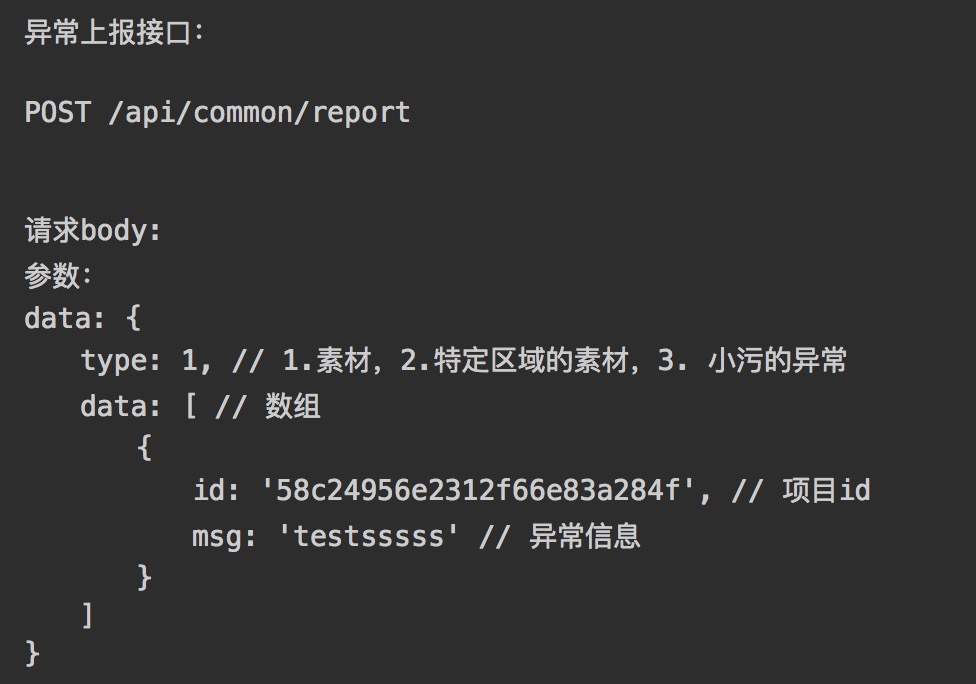 异常上报接口：
POST /api/common/report
请求body：
参数：
data: {
    type: 1, // 1.素材，2.特定区域的素材，3. 小污的异常
    data: [ // 数组
        {
            id: '58c24956e2312f66e83a284f', // 项目id
            msg: 'testsssss' // 异常信息
        }
    ]
}